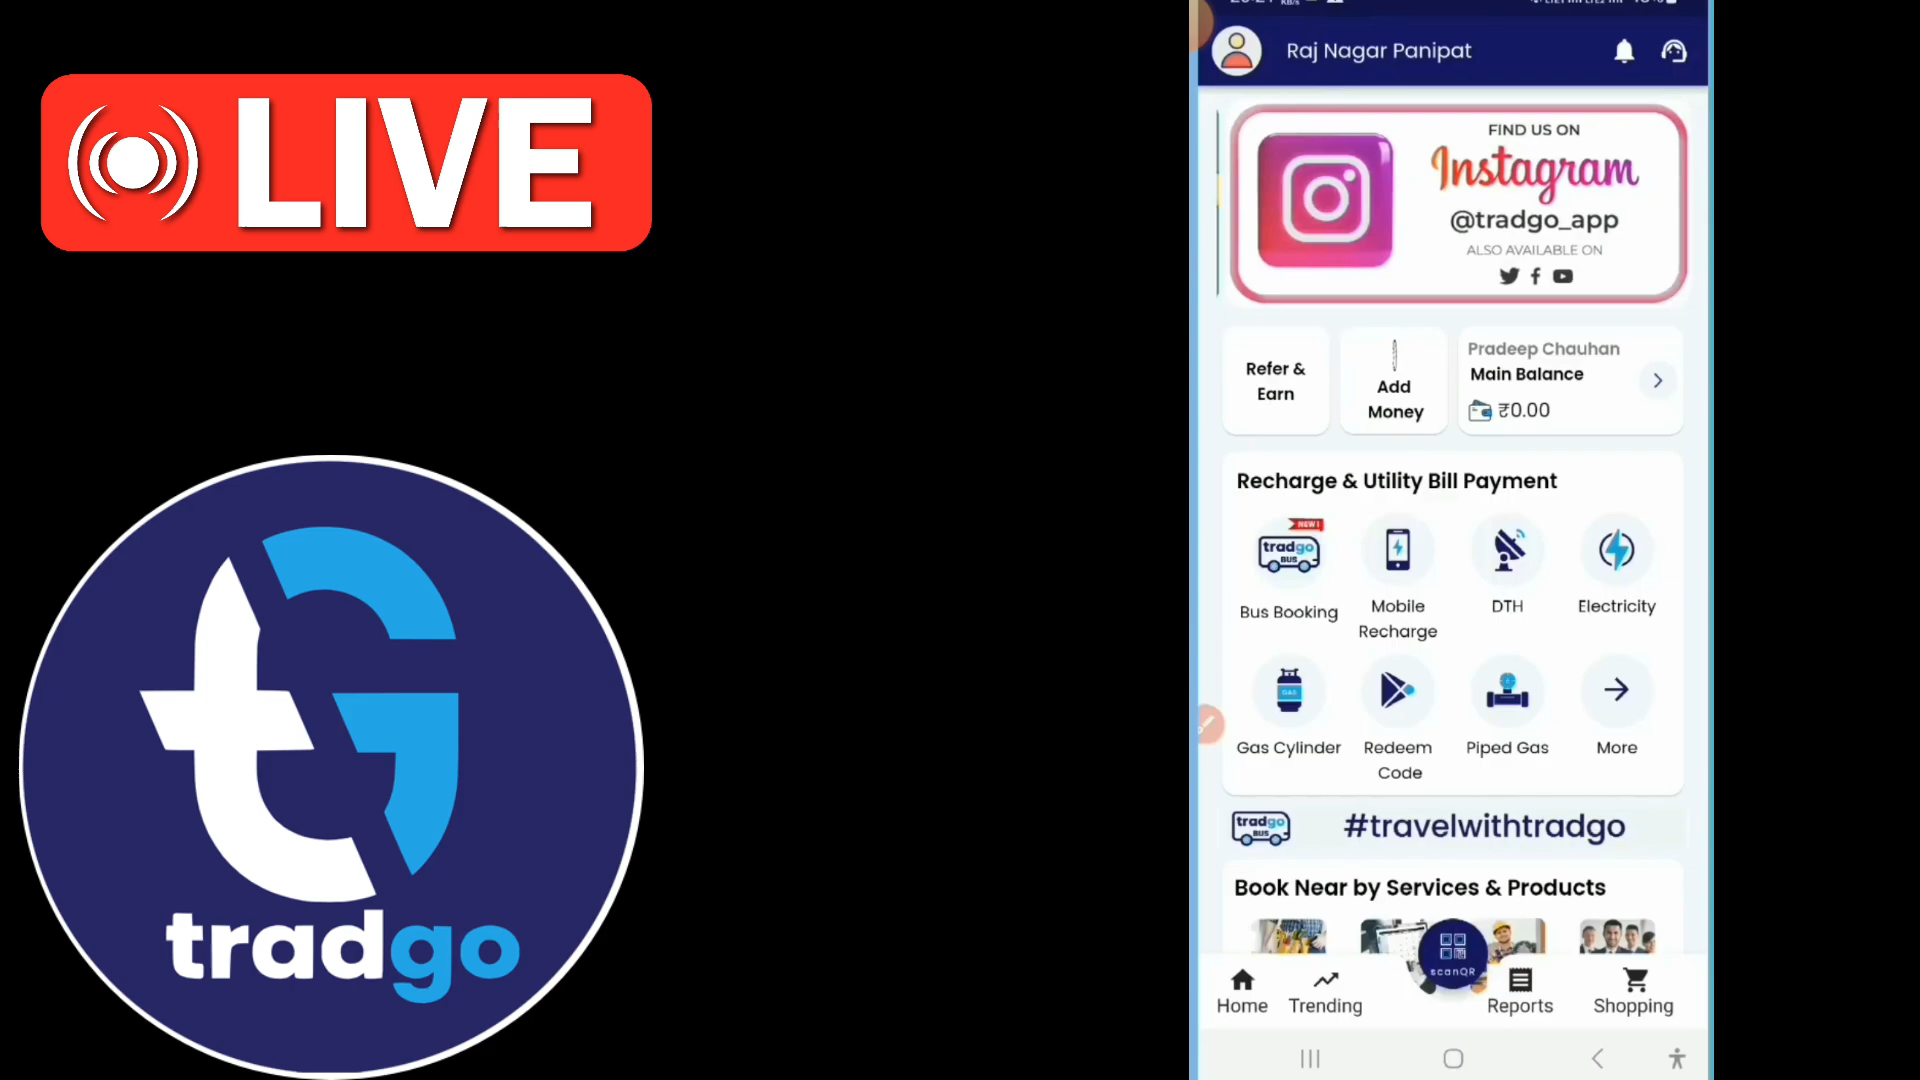 LIVE
tradgo
Raj Nagar Panipat
FIND US ON
Instagram
@tradgo_app
ALSO AVAILABLE ON
Refer &
Earn
Add
Money
Pradeep Chauhan
Main Balance
₹0.00
Recharge & Utility Bill Payment
NEW !
tradgo
BUS
Bus Booking
Mobile
Recharge
DTH
Electricity
GAS
Gas Cylinder
Redeem
Code
Piped Gas
More
tradgo
BUS
#travelwithtradgo
Book Near by Services & Products
scanQR
Home
Trending
Reports
Shopping